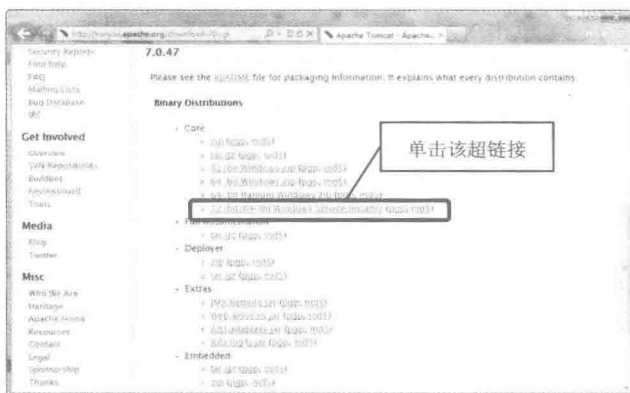 apache.org
Apache Tomcat - Apache...
Security Reports
Find help
FAQ
Mailing Lists
Bug Database
IRC
Get Involved
Overview
SVN Repositories
Buildbot
Reviewboard
Tools
Media
Blog
Twitter
Misc
Who We Are
Heritage
Apache Home
Resources
Contact
Legal
Sponsorship
Thanks
7.0.47
Please see the README file for packaging information. It explains what every distribution contains.
Binary Distributions
Core
zip (pgp, md5)
tar.gz (pgp, md5)
32-bit Windows zip (pgp, md5)
64-bit Windows zip (pgp, md5)
64-bit Itanium Windows zip (pgp, md5)
32-bit/64-bit Windows Service Installer (pgp, md5)
单击该超链接
Full documentation
tar.gz (pgp, md5)
Deployer
zip (pgp, md5)
tar.gz (pgp, md5)
Extras
JMX Remote jar (pgp, md5)
Web services jar (pgp, md5)
JULI adapters jar (pgp, md5)
JULI log4j jar (pgp, md5)
Embedded
tar.gz (pgp, md5)
zip (pgp, md5)